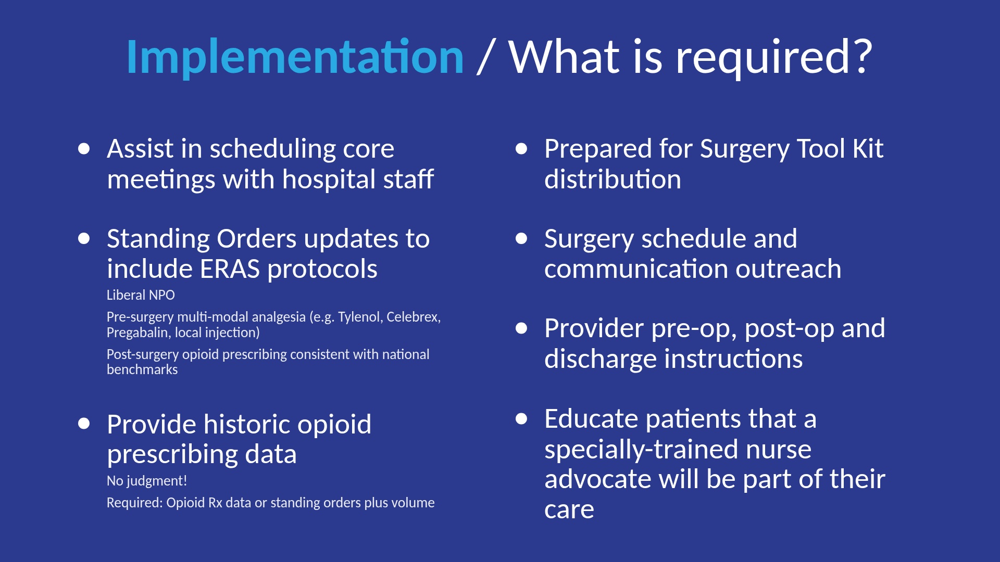 Implementation / What is required?
● Assist in scheduling core
meetings with hospital staff
● Standing Orders updates to
include ERAS protocols
Liberal NPO
Pre-surgery multi-modal analgesia (e.g. Tylenol, Celebrex,
Pregabalin, local injection)
Post-surgery opioid prescribing consistent with national
benchmarks
● Provide historic opioid
prescribing data
No judgment!
Required: Opioid Rx data or standing orders plus volume
● Prepared for Surgery Tool Kit
distribution
● Surgery schedule and
communication outreach
● Provider pre-op, post-op and
discharge instructions
● Educate patients that a
specially-trained nurse
advocate will be part of their
care